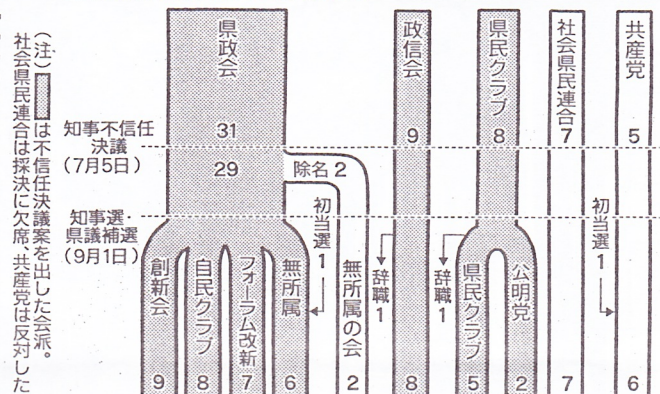 県政会
政信会
県民クラブ
社会県民連合
共産党
31
9
8
7
5
知事不信任
決議
(7月5日)
29
除名2
知事選・
県議補選
(9月1日)
初当選1
辞職1
辞職1
初当選1
創新会
自民クラブ
フォーラム改新
無所属
無所属の会
県民クラブ
公明党
9
8
7
6
2
8
5
2
7
6
(注)
は不信任決議案を出した会派。
社会県民連合は採決に欠席、共産党は反対した